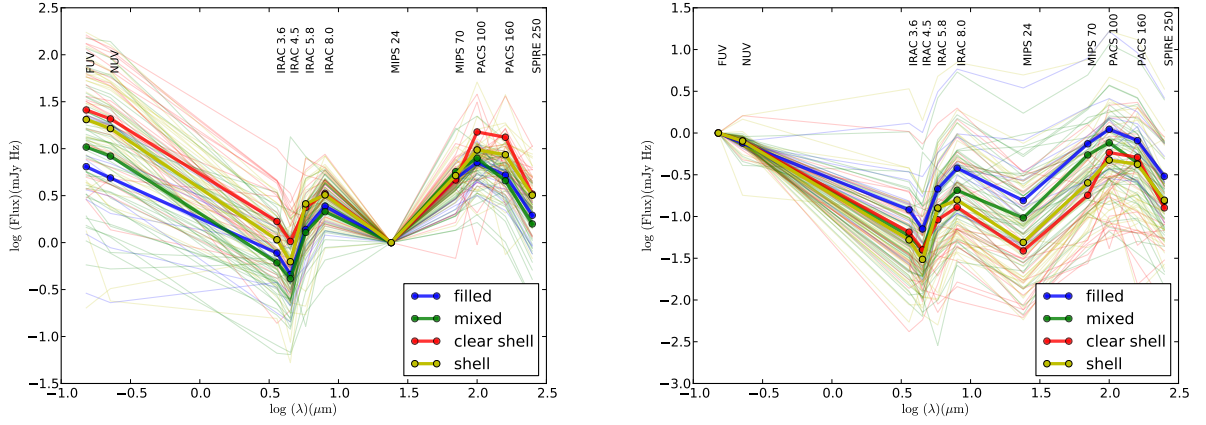 2.5
2.0
1.5
1.0
0.5
0.0
−0.5
−1.0
−1.5
log (Flux)(mJy Hz)
FUV
NUV
IRAC 3.6
IRAC 4.5
IRAC 5.8
IRAC 8.0
MIPS 24
MIPS 70
PACS 100
PACS 160
SPIRE 250
filled
mixed
clear shell
shell
−1.0 −0.5 0.0 0.5 1.0 1.5 2.0 2.5
log (λ)(μm)
1.5
1.0
0.5
0.0
−0.5
−1.0
−1.5
−2.0
−2.5
−3.0
log (Flux)(mJy Hz)
FUV
NUV
IRAC 3.6
IRAC 4.5
IRAC 5.8
IRAC 8.0
MIPS 24
MIPS 70
PACS 100
PACS 160
SPIRE 250
filled
mixed
clear shell
shell
−1.0 −0.5 0.0 0.5 1.0 1.5 2.0 2.5
log (λ)(μm)